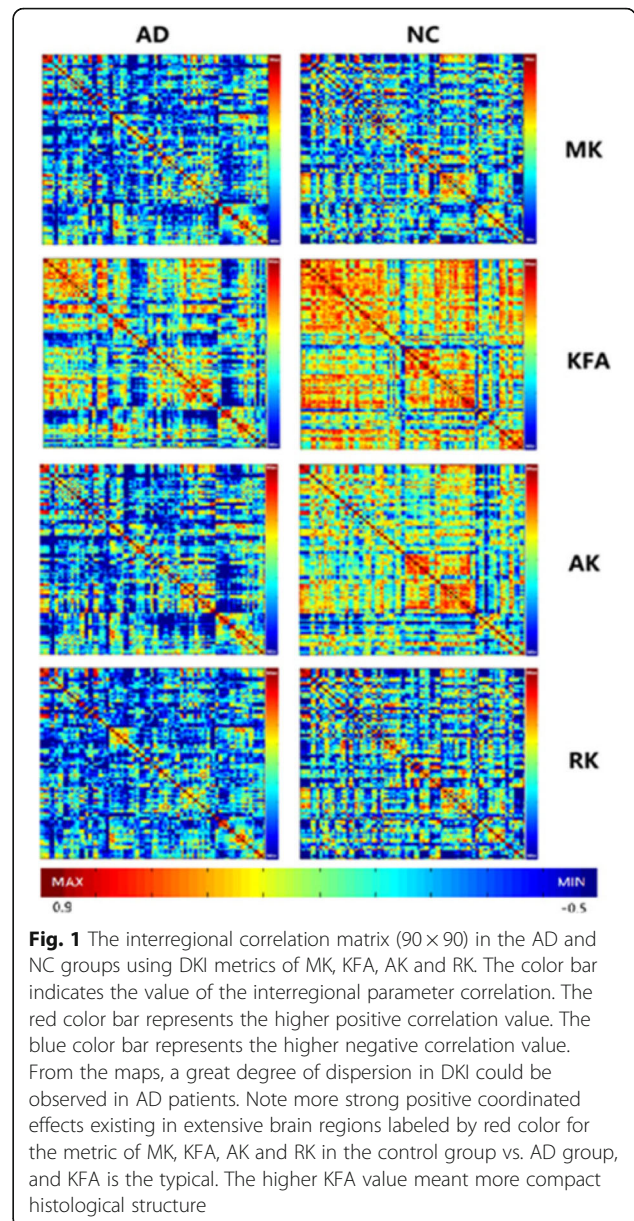 AD NC
MK
KFA
AK
RK
MAX MIN
0.9 -0.5
Fig. 1 The interregional correlation matrix (90 × 90) in the AD and
NC groups using DKI metrics of MK, KFA, AK and RK. The color bar
indicates the value of the interregional parameter correlation. The
red color bar represents the higher positive correlation value. The
blue color bar represents the higher negative correlation value.
From the maps, a great degree of dispersion in DKI could be
observed in AD patients. Note more strong positive coordinated
effects existing in extensive brain regions labeled by red color for
the metric of MK, KFA, AK and RK in the control group vs. AD group,
and KFA is the typical. The higher KFA value meant more compact
histological structure